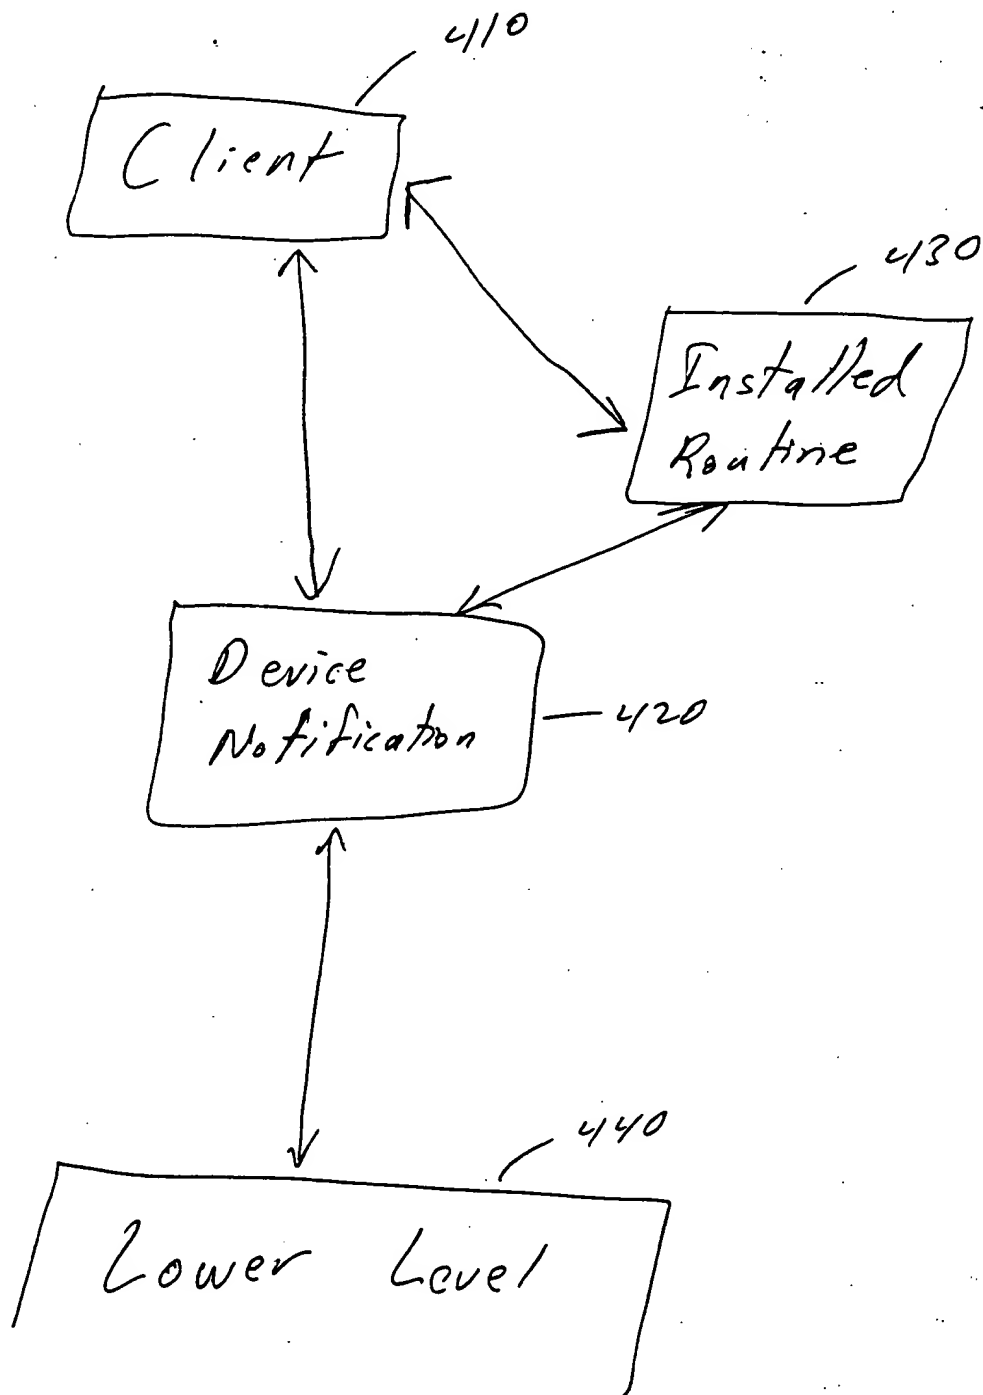 410
Client
430
Installed
Routine
Device
Notification
420
440
Lower Level